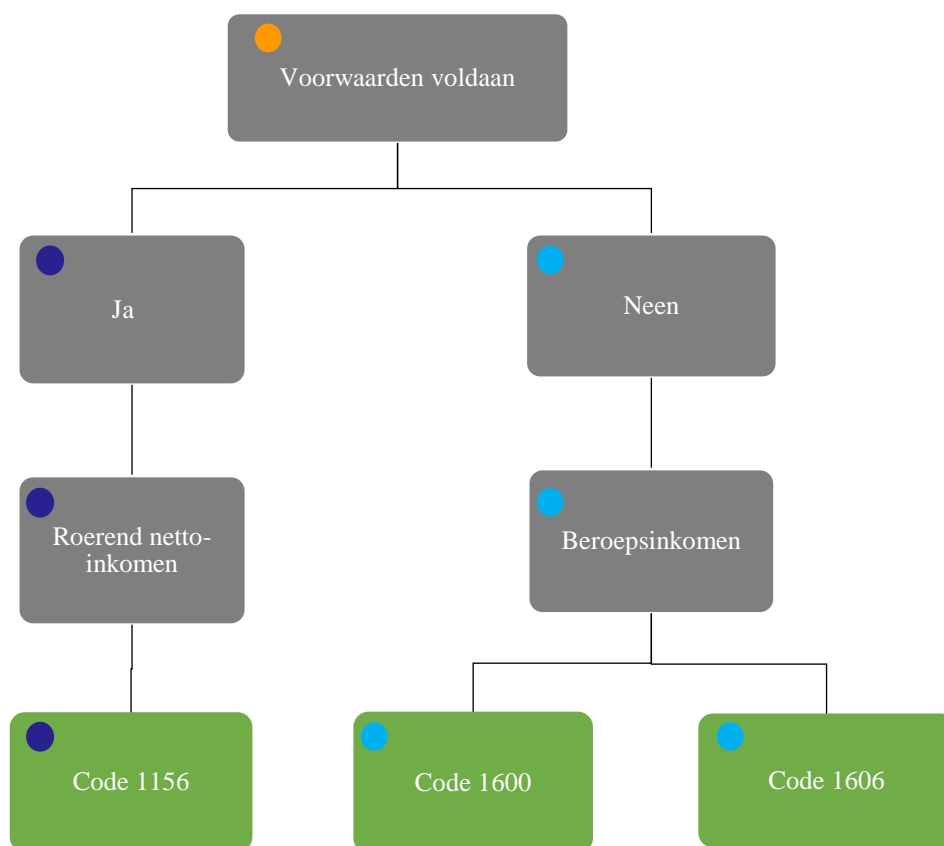 Voorwaarden voldaan
Ja
Neen
Roerend netto-
inkomen
Beroepsinkomen
Code 1156
Code 1600
Code 1606